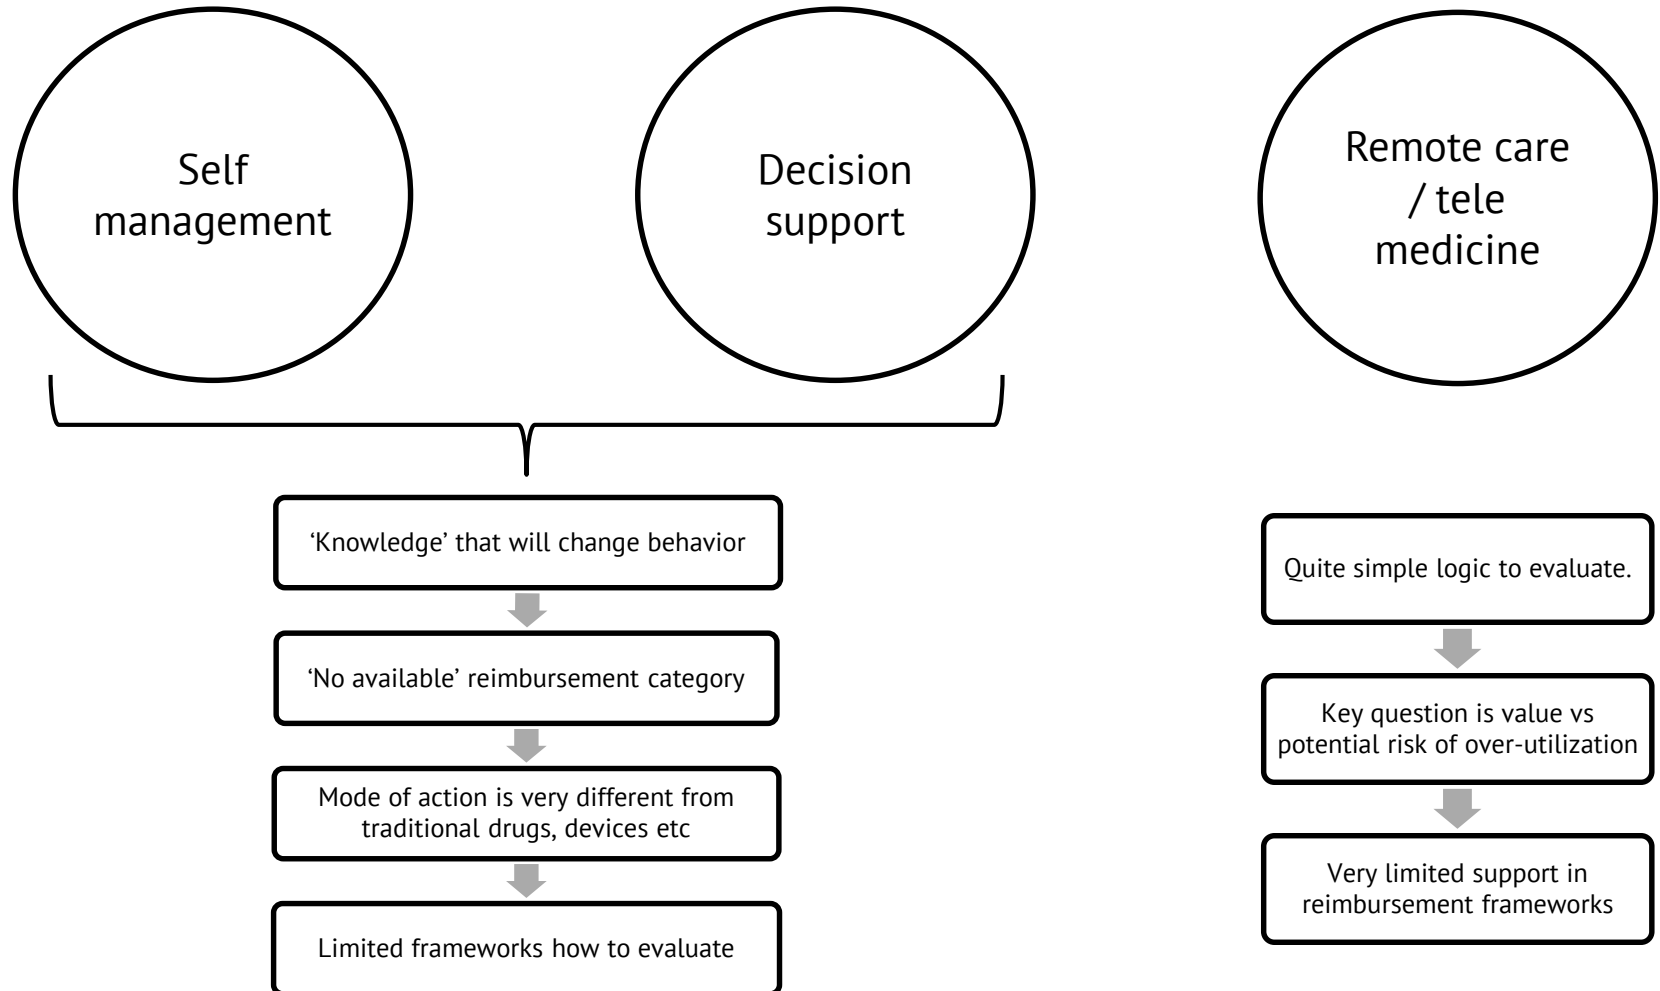 Self
management
Decision
support
Remote care
/ tele
medicine
‘Knowledge’ that will change behavior
‘No available’ reimbursement category
Mode of action is very different from
traditional drugs, devices etc
Limited frameworks how to evaluate
Quite simple logic to evaluate.
Key question is value vs
potential risk of over-utilization
Very limited support in
reimbursement frameworks